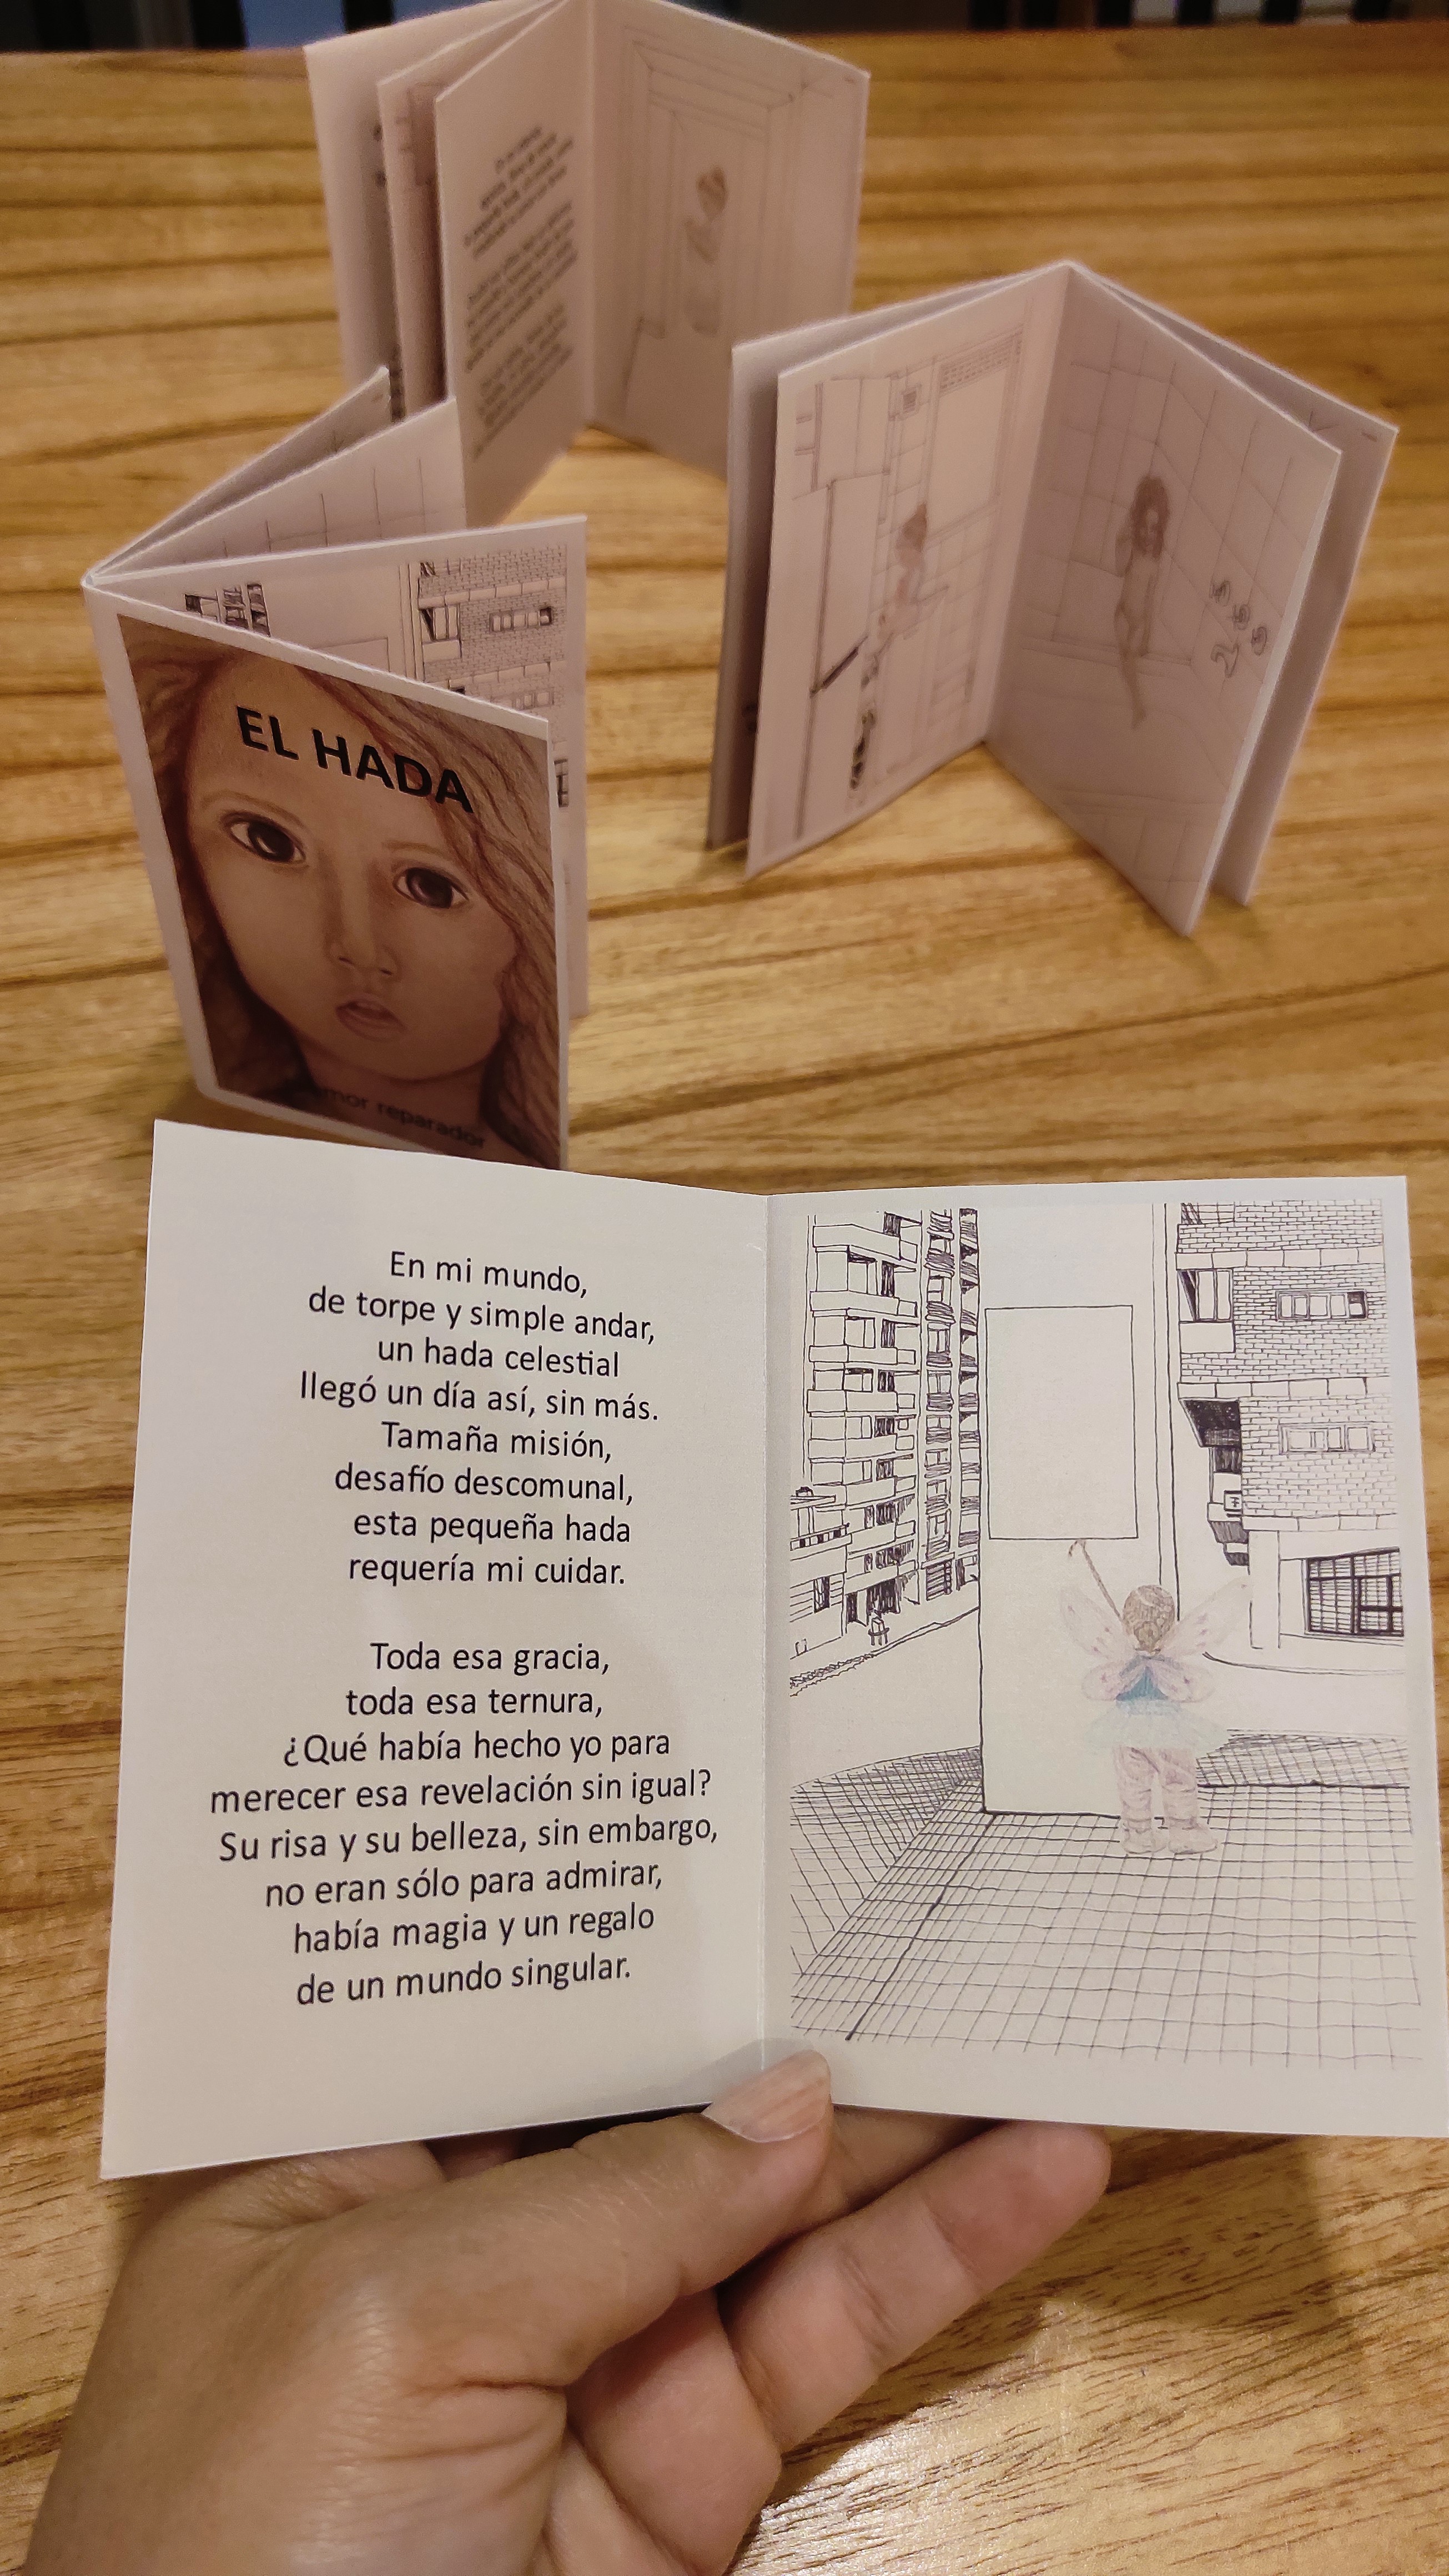 EL HADA
amor reparador
En mi mundo,
de torpe y simple andar,
un hada celestial
llegó un día así, sin más.
Tamaña misión,
desafío descomunal,
esta pequeña hada
requería mi cuidar.
Toda esa gracia,
toda esa ternura,
¿Qué había hecho yo para
merecer esa revelación sin igual?
Su risa y su belleza, sin embargo,
no eran sólo para admirar,
había magia y un regalo
de un mundo singular.